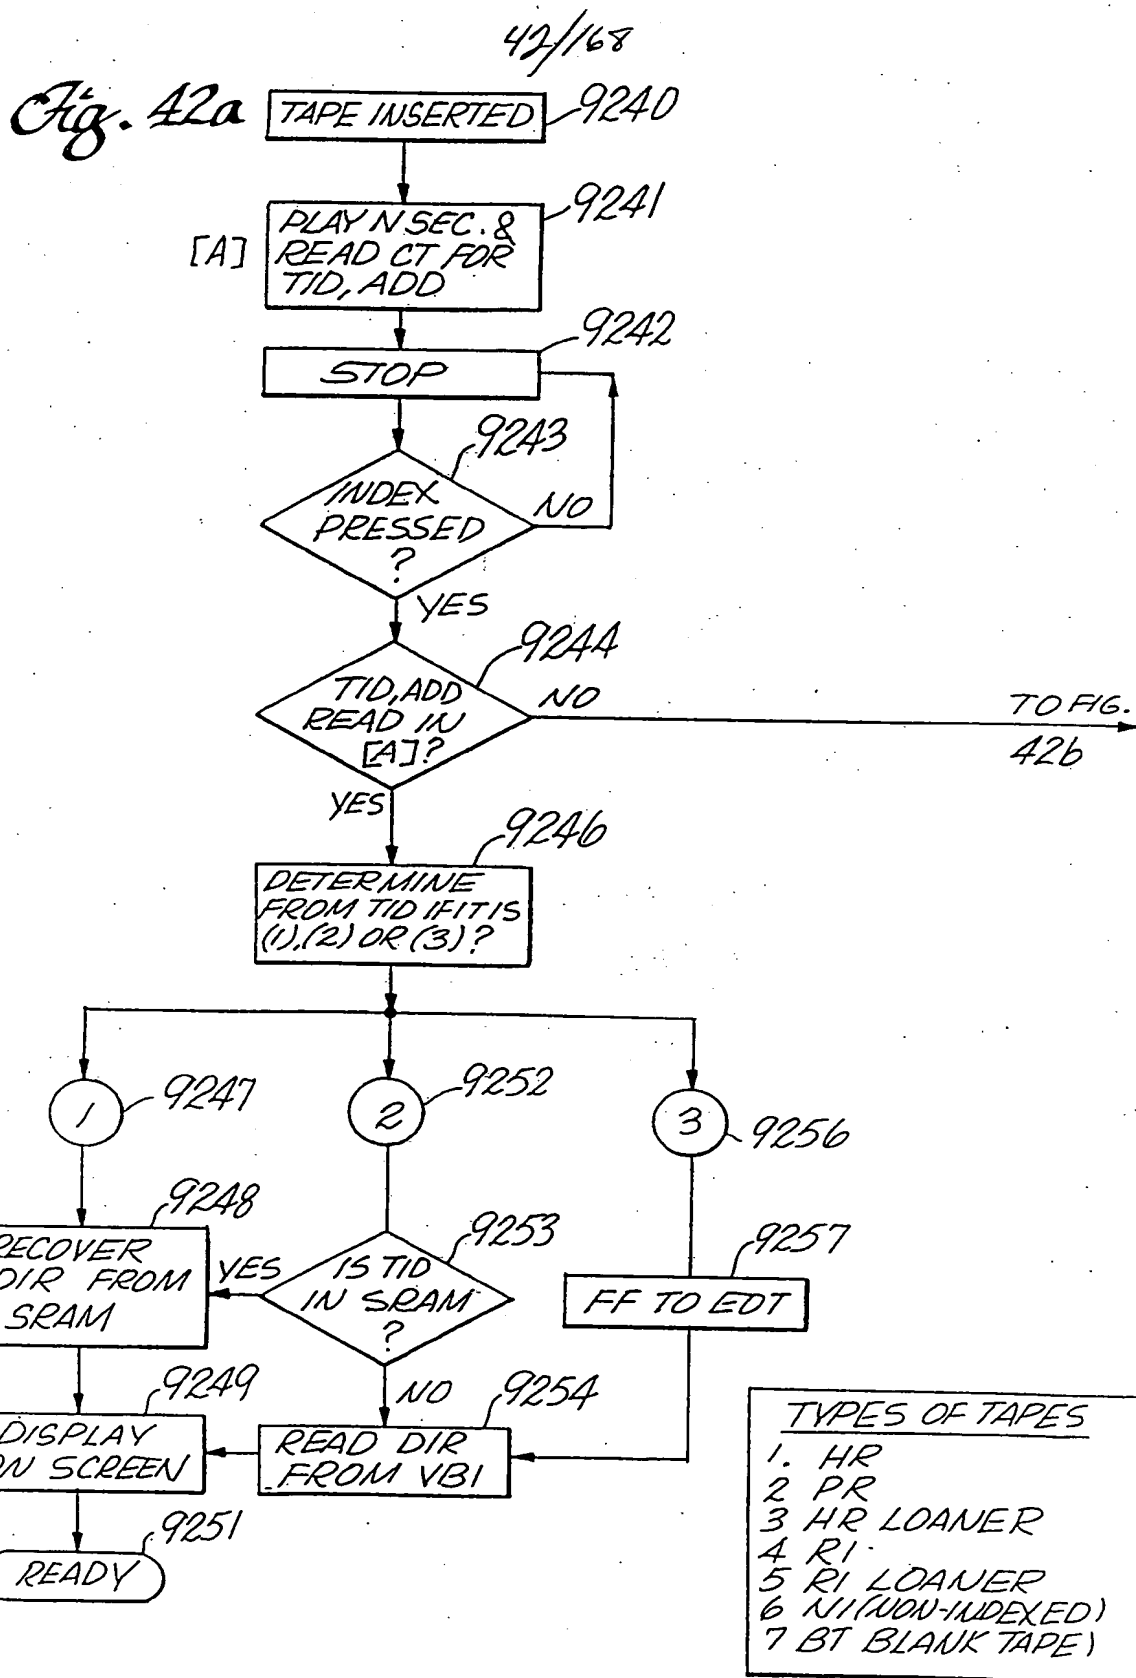 42/168
Fig. 42a
TAPE INSERTED
9240
9241
[A]
PLAY N SEC. &
READ CT FOR
TID, ADD
9242
STOP
9243
INDEX
PRESSED
?
NO
YES
9244
TID, ADD
READ IN
[A]?
NO
TO FIG.
42b
YES
9246
DETERMINE
FROM TID IF IT IS
(1),(2) OR (3)?
1
9247
2
9252
3
9256
9248
RECOVER
DIR FROM
SRAM
YES
9253
IS TID
IN SRAM
?
9257
FF TO EDT
NO
9249
DISPLAY
ON SCREEN
9254
READ DIR
FROM VBI
9251
READY
TYPES OF TAPES
1. HR
2 PR
3 HR LOANER
4 RI
5 RI LOANER
6 NI (NON-INDEXED)
7 BT BLANK TAPE)